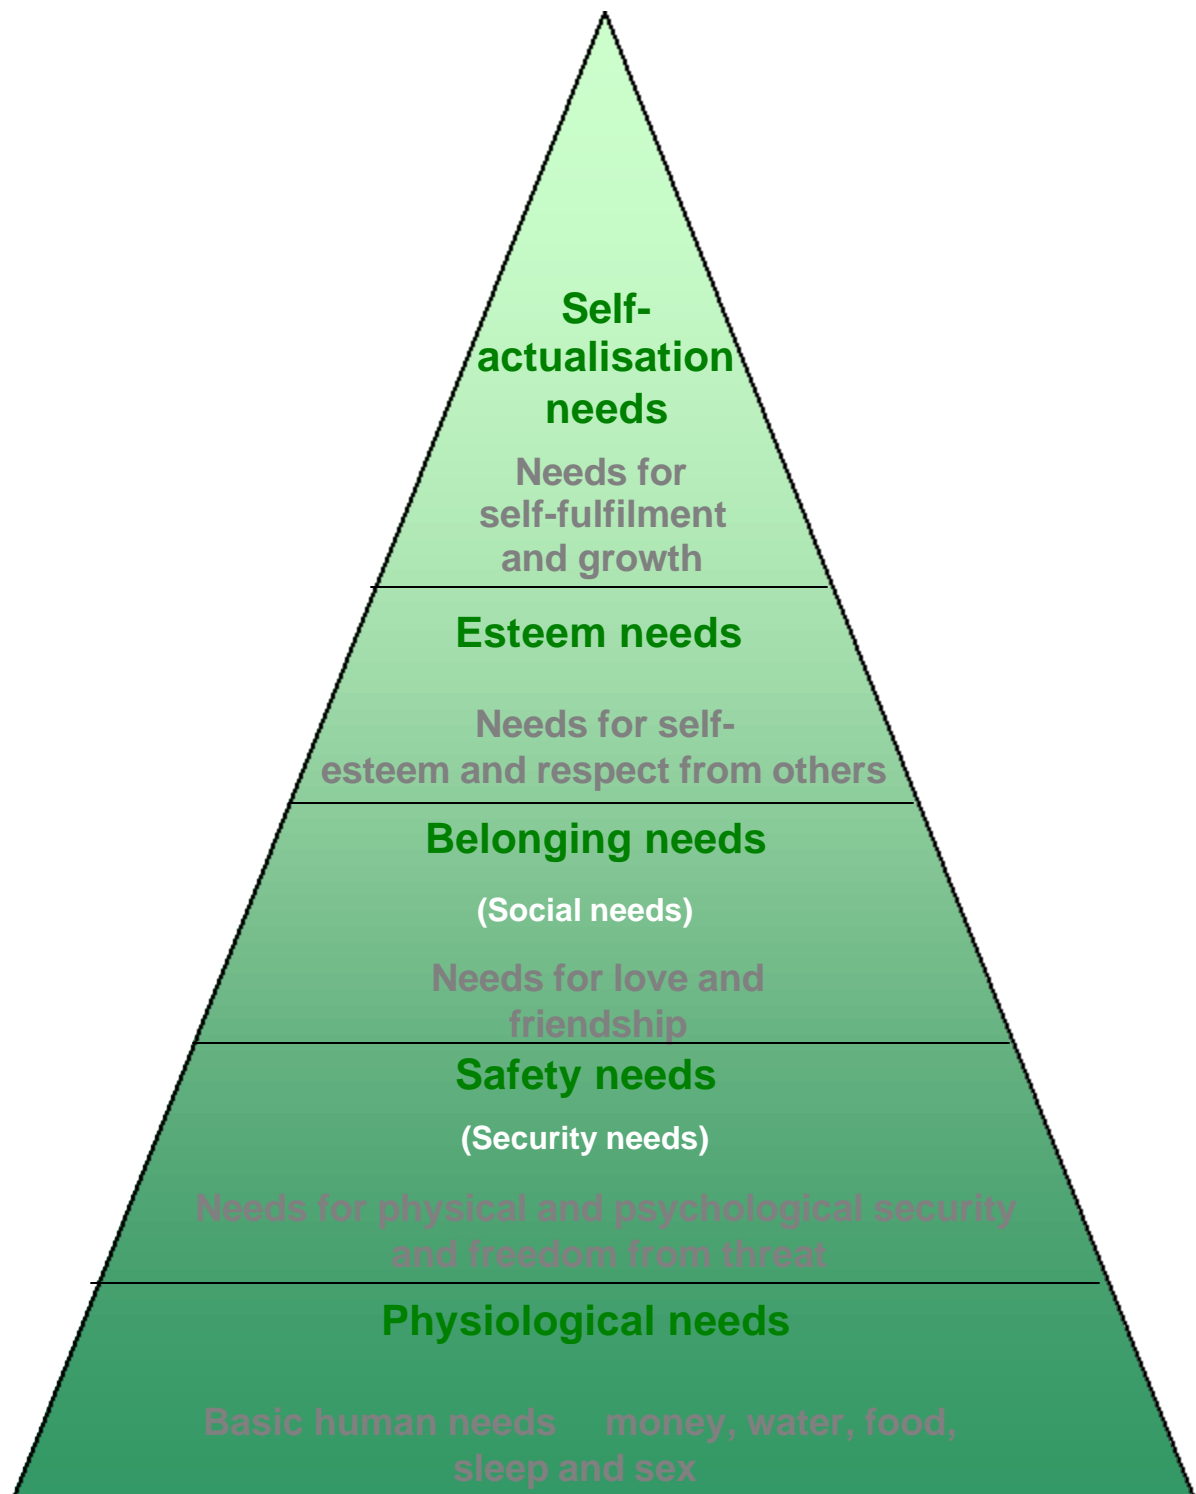 Self-
actualisation
needs
Needs for
self-fulfilment
and growth
Esteem needs
Needs for self-
esteem and respect from others
Belonging needs
(Social needs)
Needs for love and
friendship
Safety needs
(Security needs)
Needs for physical and psychological security
and freedom from threat
Physiological needs
Basic human needs money, water, food,
sleep and sex